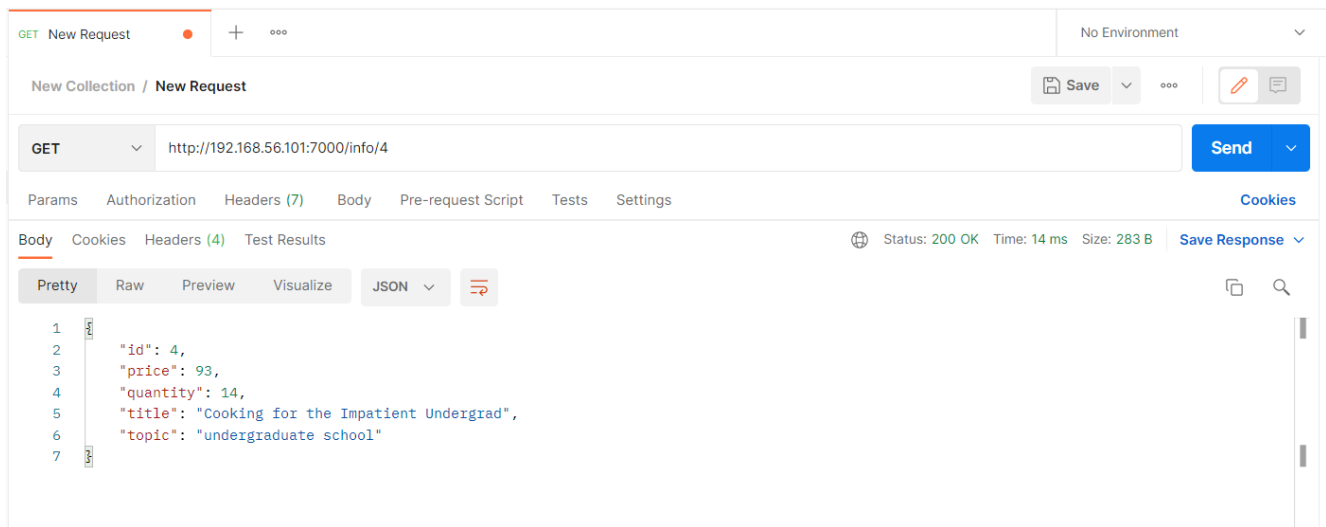 GET New Request + ooo No Environment
New Collection / New Request Save ooo
GET http://192.168.56.101:7000/info/4 Send
Params Authorization Headers (7) Body Pre-request Script Tests Settings Cookies
Body Cookies Headers (4) Test Results Status: 200 OK Time: 14 ms Size: 283 B Save Response
Pretty Raw Preview Visualize JSON
1 {
2 "id": 4,
3 "price": 93,
4 "quantity": 14,
5 "title": "Cooking for the Impatient Undergrad",
6 "topic": "undergraduate school"
7 }